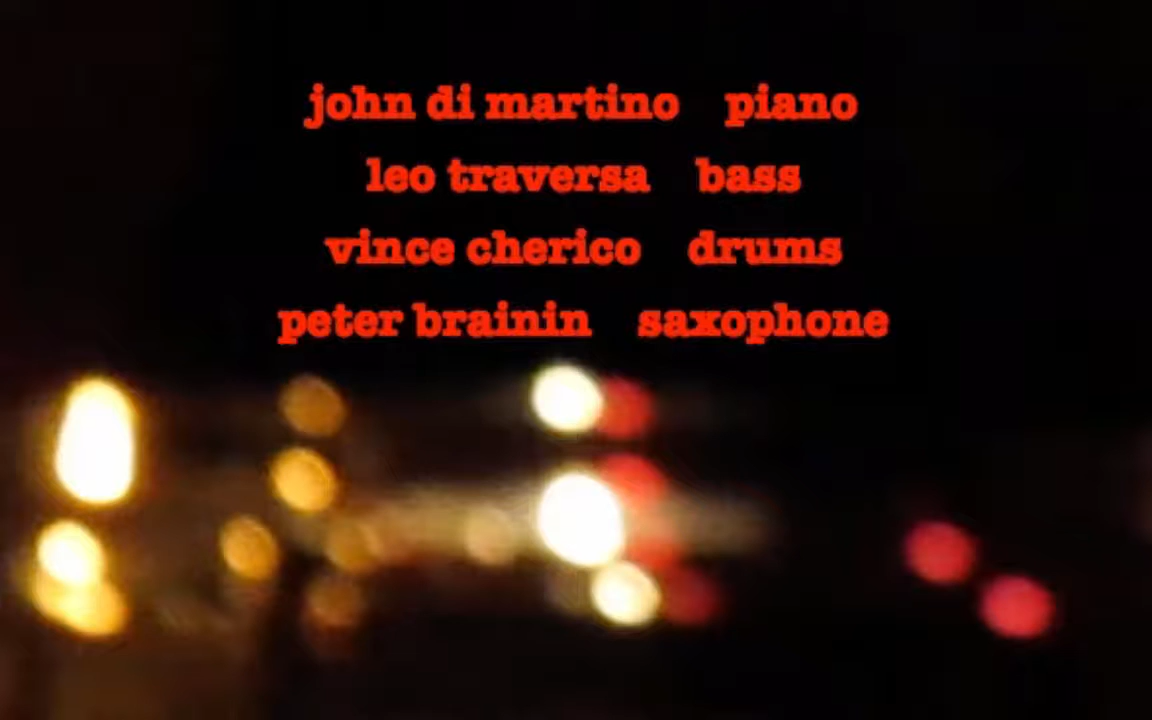 john di martino piano
leo traversa bass
vince cherico drums
peter brainin saxophone